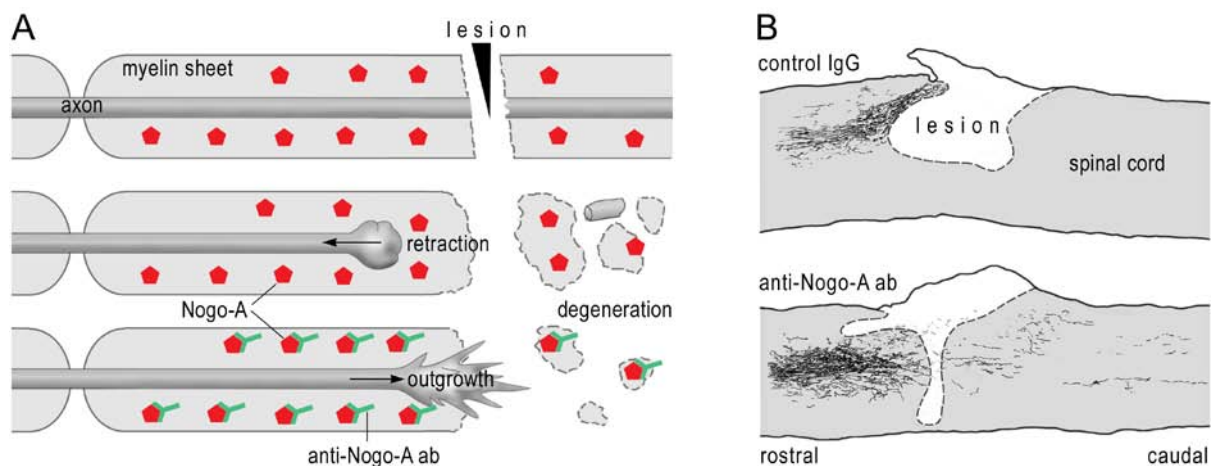 A
lesion
myelin sheet
axon
retraction
Nogo-A
degeneration
outgrowth
anti-Nogo-A ab
B
control IgG
lesion
spinal cord
anti-Nogo-A ab
rostral
caudal